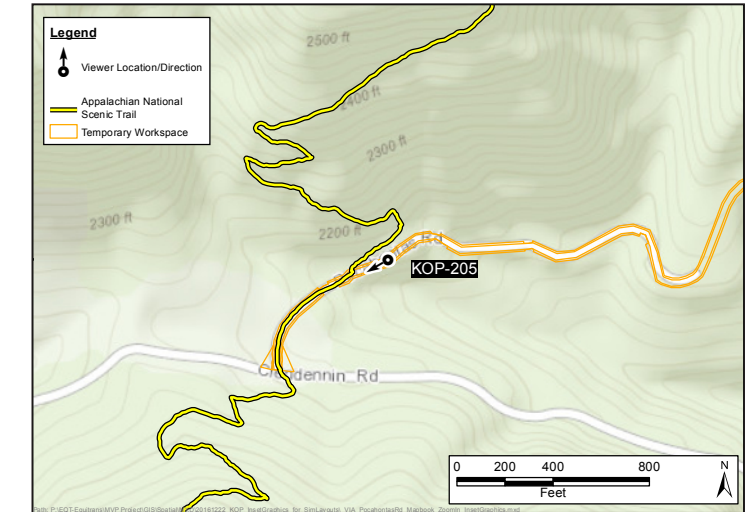 Legend
Viewer Location/Direction
Appalachian National
Scenic Trail
Temporary Workspace
2500 ft
2400 ft
2300 ft
2300 ft
2200 ft
Rd
KOP-205
Clendennin Rd
0 200 400 800
Feet
N